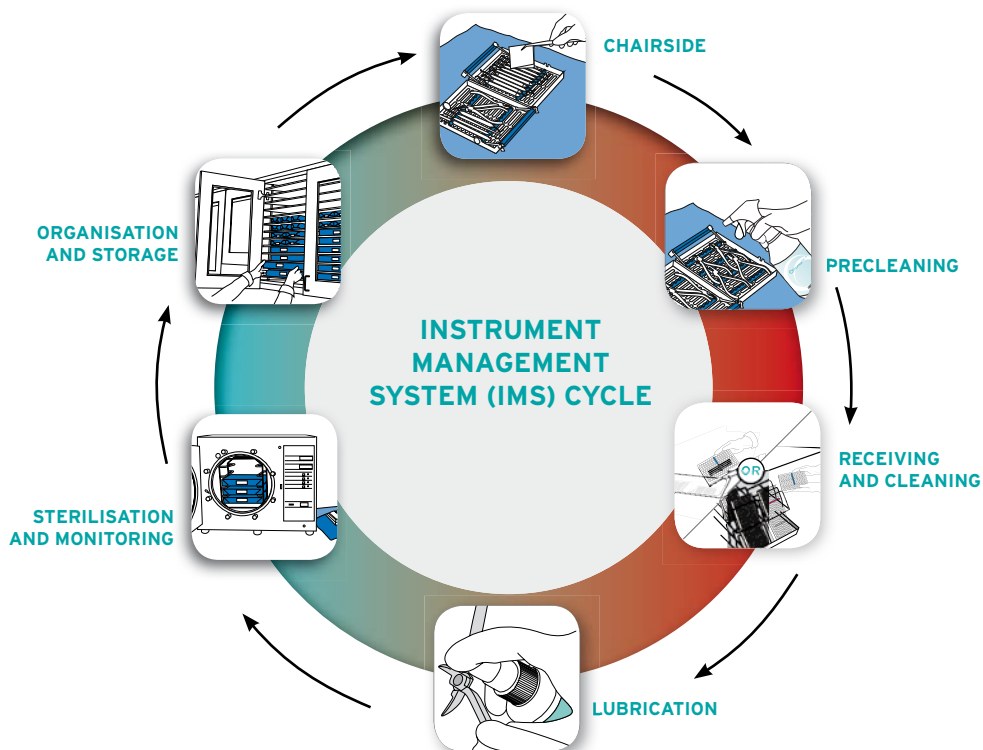 CHAIRSIDE
PRECLEANING
RECEIVING
AND CLEANING
OR
LUBRICATION
STERILISATION
AND MONITORING
ORGANISATION
AND STORAGE
INSTRUMENT
MANAGEMENT
SYSTEM (IMS) CYCLE